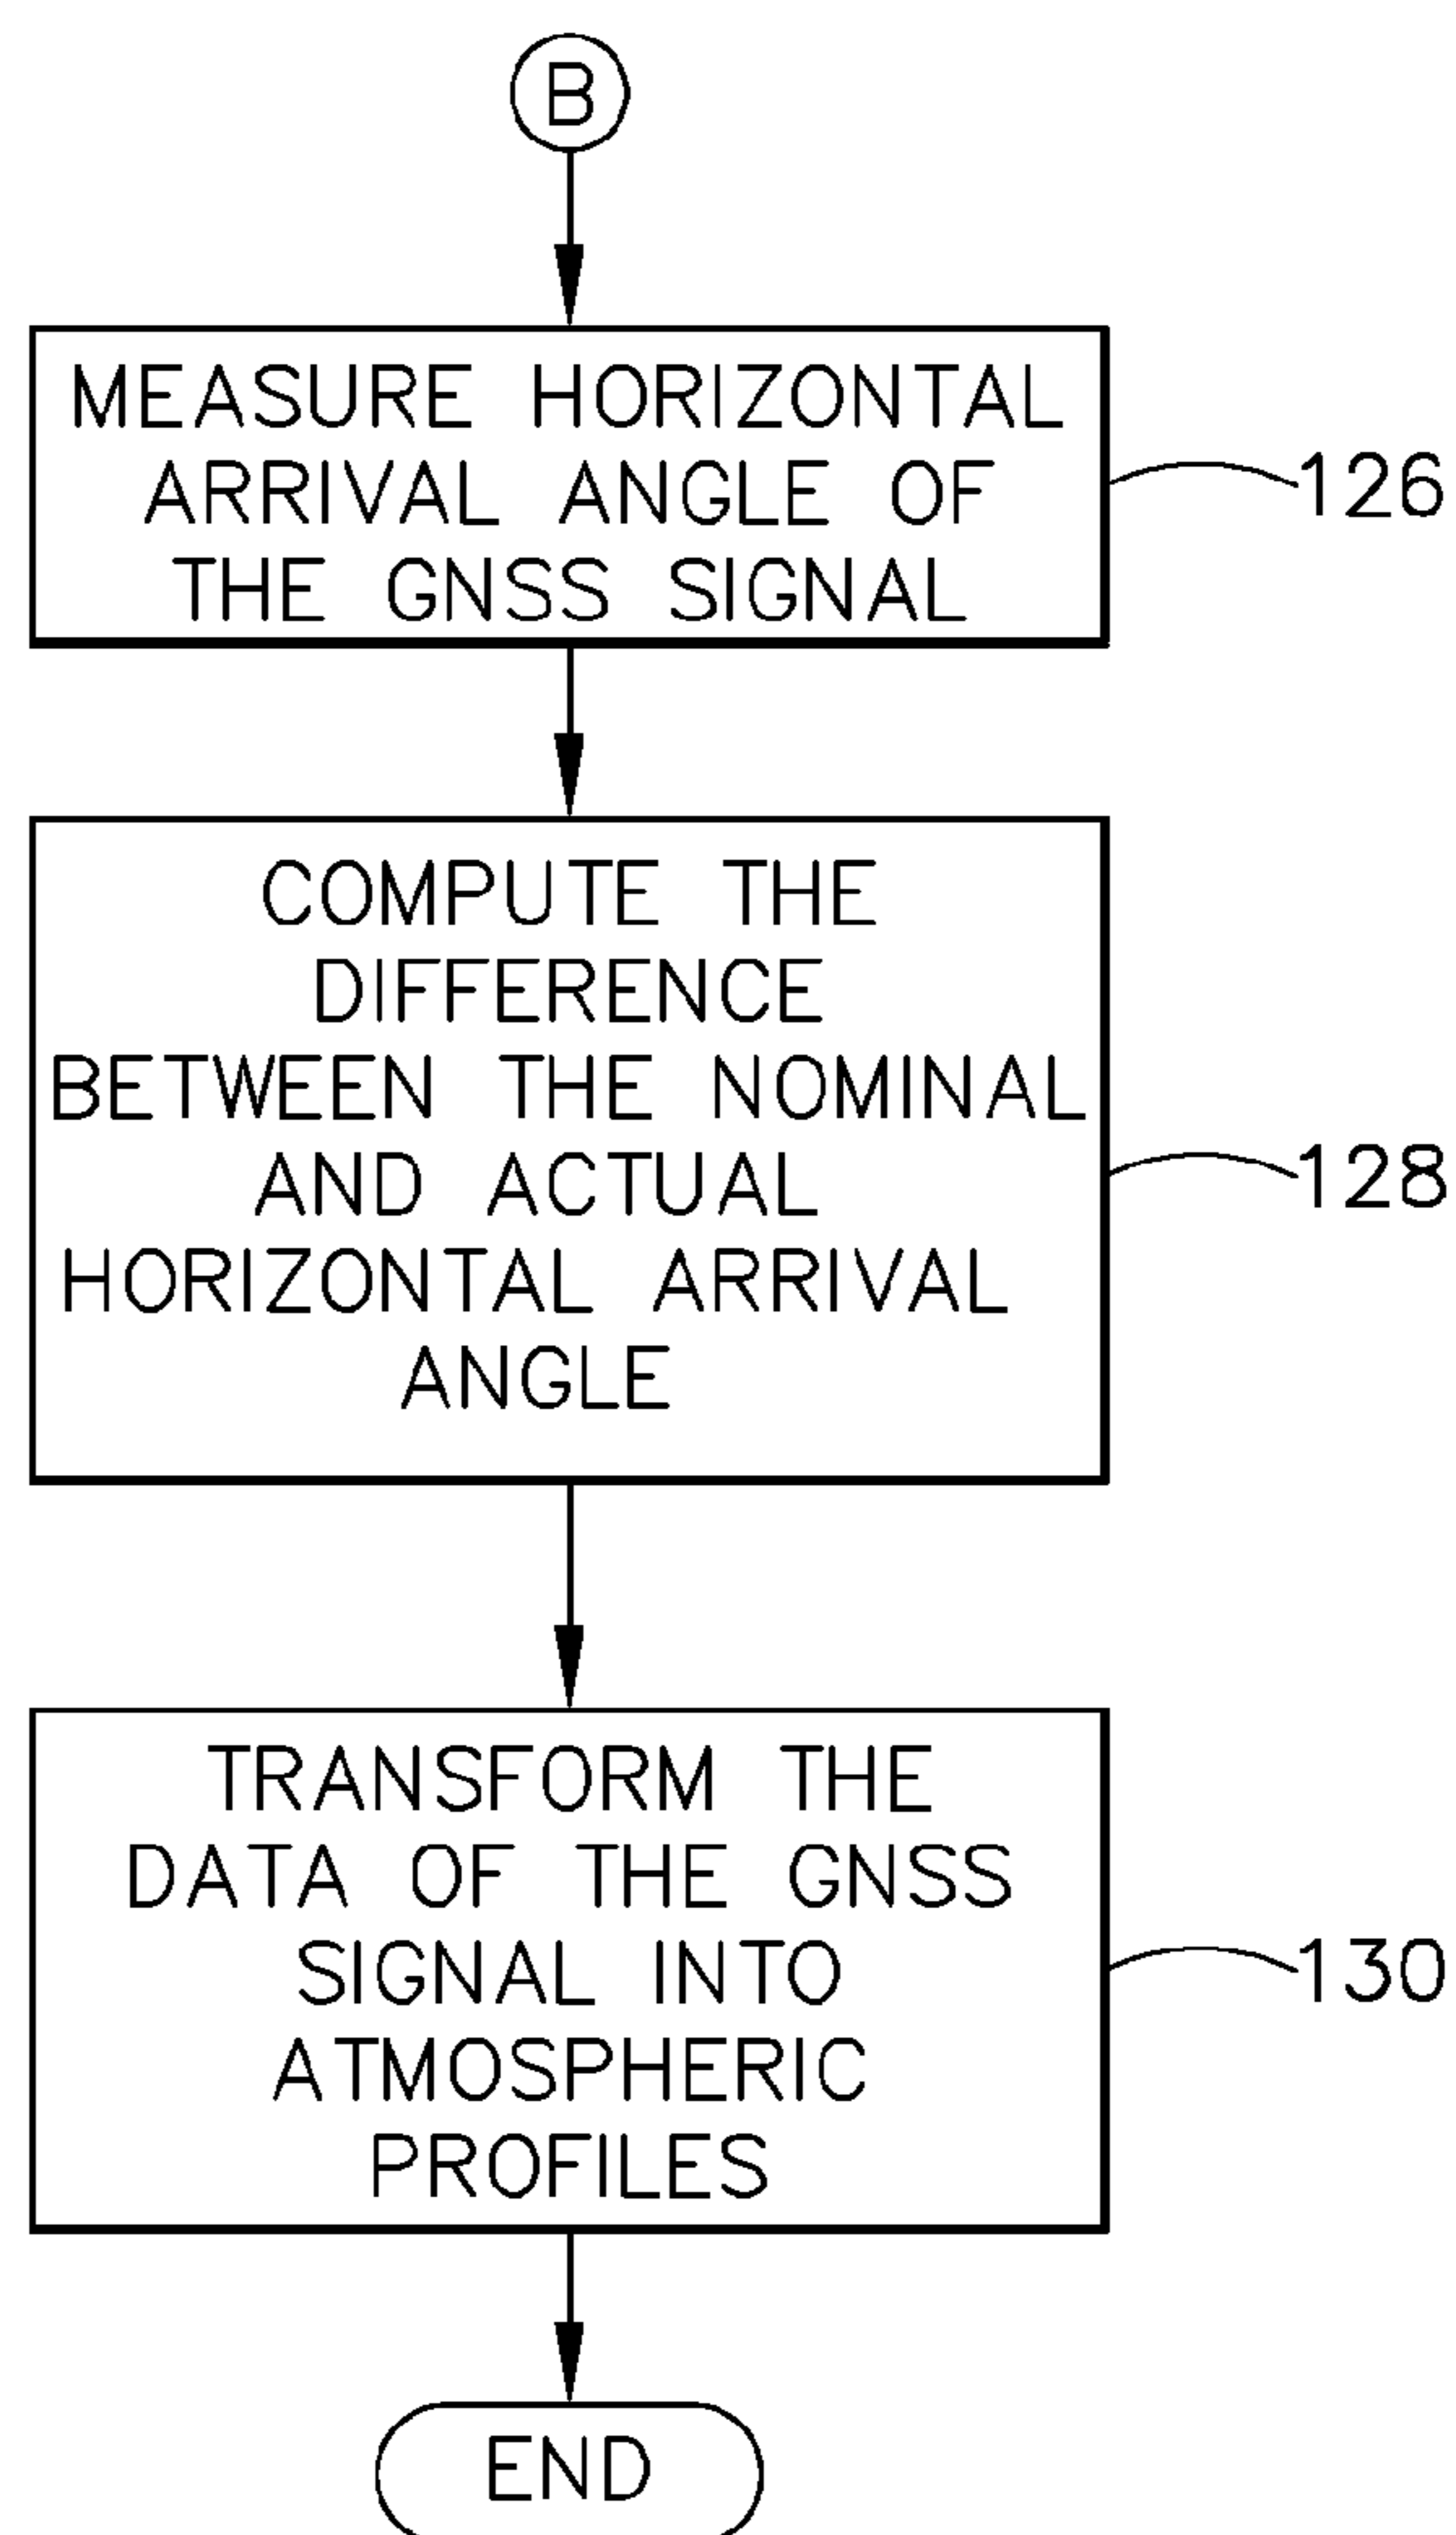 B
MEASURE HORIZONTAL
ARRIVAL ANGLE OF
THE GNSS SIGNAL
126
COMPUTE THE
DIFFERENCE
BETWEEN THE NOMINAL
AND ACTUAL
HORIZONTAL ARRIVAL
ANGLE
128
TRANSFORM THE
DATA OF THE GNSS
SIGNAL INTO
ATMOSPHERIC
PROFILES
130
END